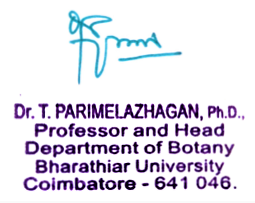 Dr. T. PARIMELAZHAGAN, Ph.D.,
Professor and Head
Department of Botany
Bharathiar University
Coimbatore - 641 046.